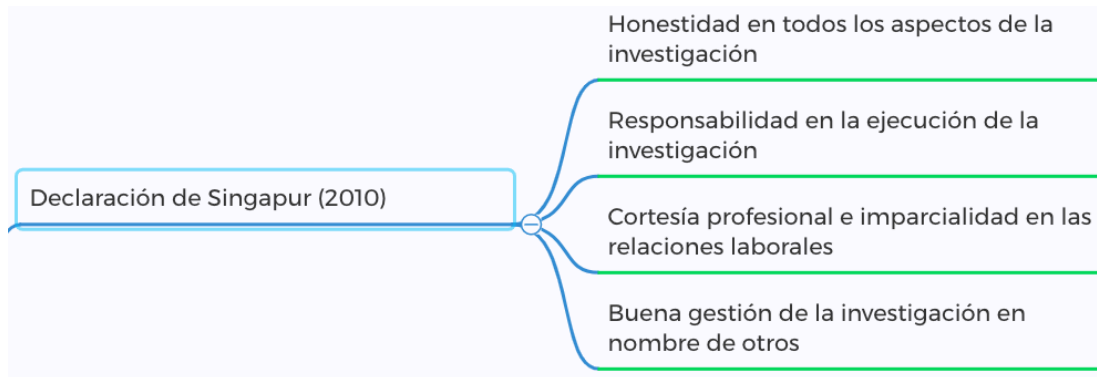 Honestidad en todos los aspectos de la
investigación
Responsabilidad en la ejecución de la
investigación
Declaración de Singapur (2010)
Cortesía profesional e imparcialidad en las
relaciones laborales
Buena gestión de la investigación en
nombre de otros